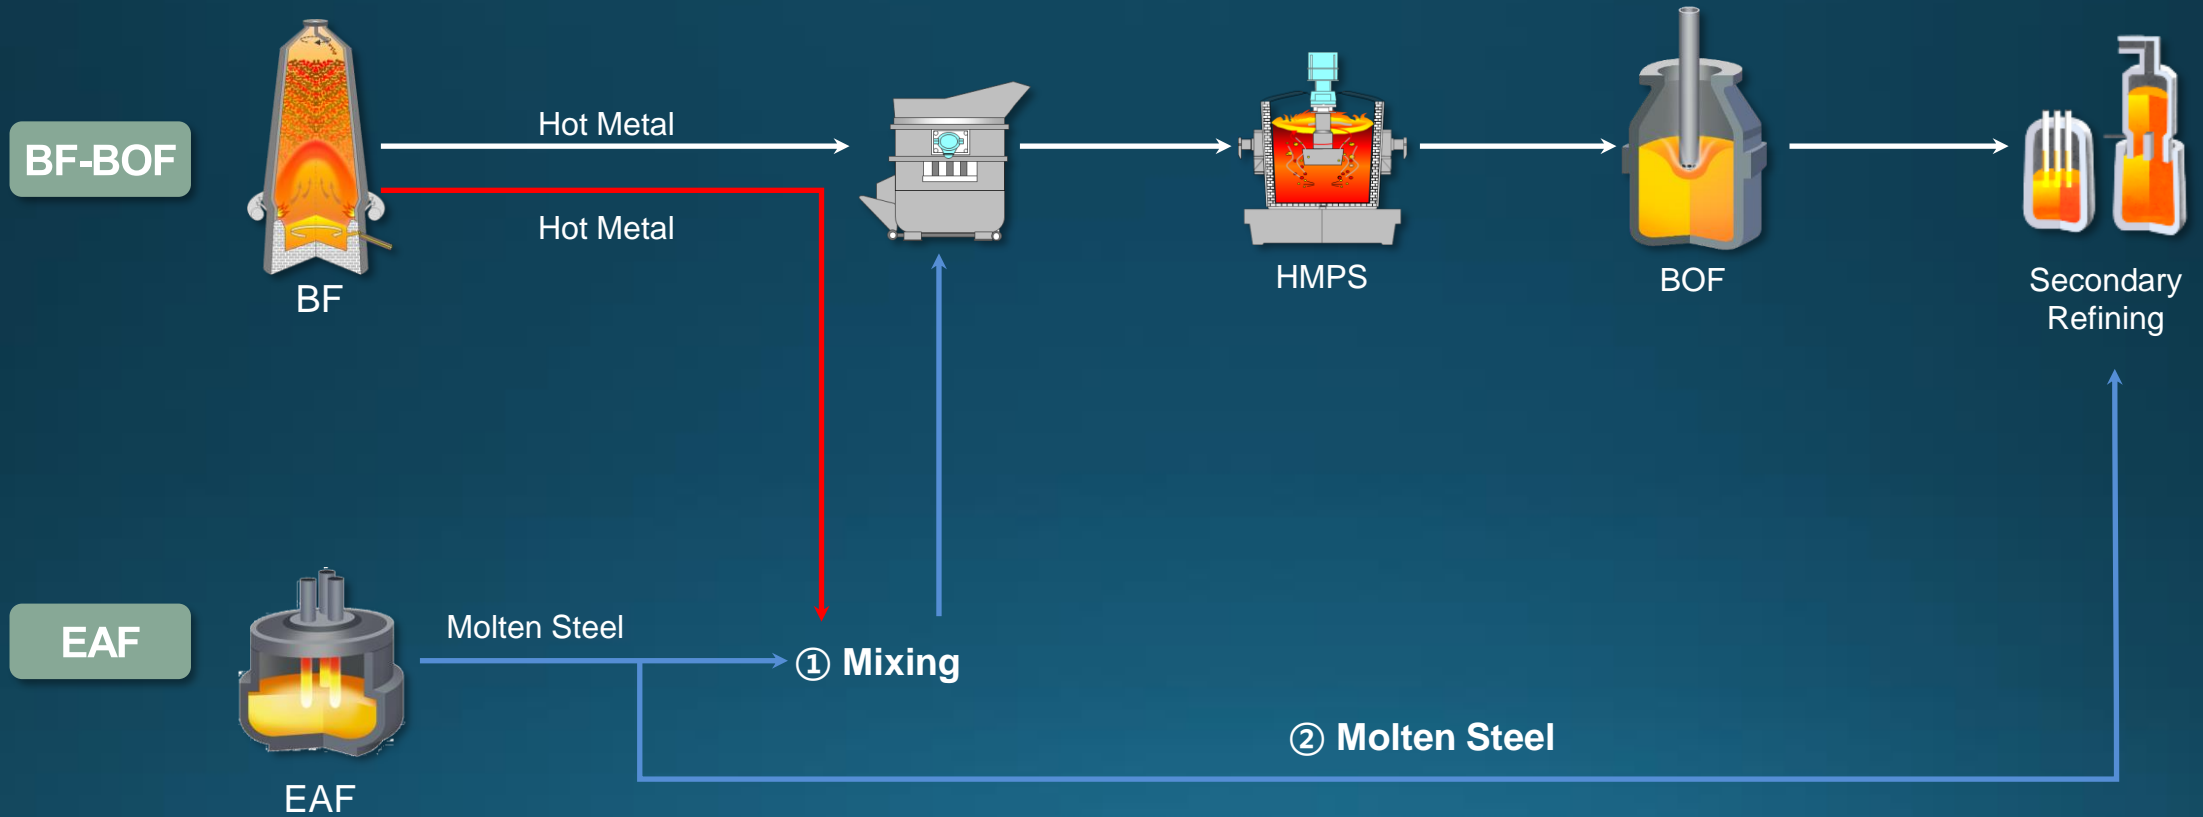 BF-BOF
Hot Metal
Hot Metal
BF
HMPS
BOF
Secondary
Refining
EAF
Molten Steel
① Mixing
② Molten Steel
EAF